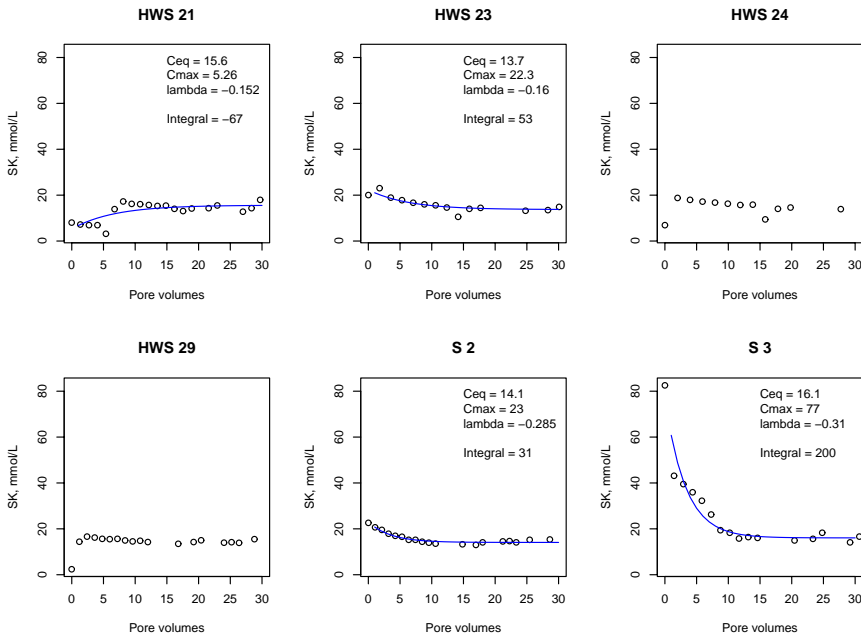 HWS 21
Ceq = 15.6
Cmax = 5.26
lambda = −0.152
Integral = −67
SK, mmol/L
0 20 40 60 80
0 5 10 15 20 25 30
Pore volumes
HWS 23
Ceq = 13.7
Cmax = 22.3
lambda = −0.16
Integral = 53
SK, mmol/L
0 20 40 60 80
0 5 10 15 20 25 30
Pore volumes
HWS 24
SK, mmol/L
0 20 40 60 80
0 5 10 15 20 25 30
Pore volumes
HWS 29
SK, mmol/L
0 20 40 60 80
0 5 10 15 20 25 30
Pore volumes
S 2
Ceq = 14.1
Cmax = 23
lambda = −0.285
Integral = 31
SK, mmol/L
0 20 40 60 80
0 5 10 15 20 25 30
Pore volumes
S 3
Ceq = 16.1
Cmax = 77
lambda = −0.31
Integral = 200
SK, mmol/L
0 20 40 60 80
0 5 10 15 20 25 30
Pore volumes